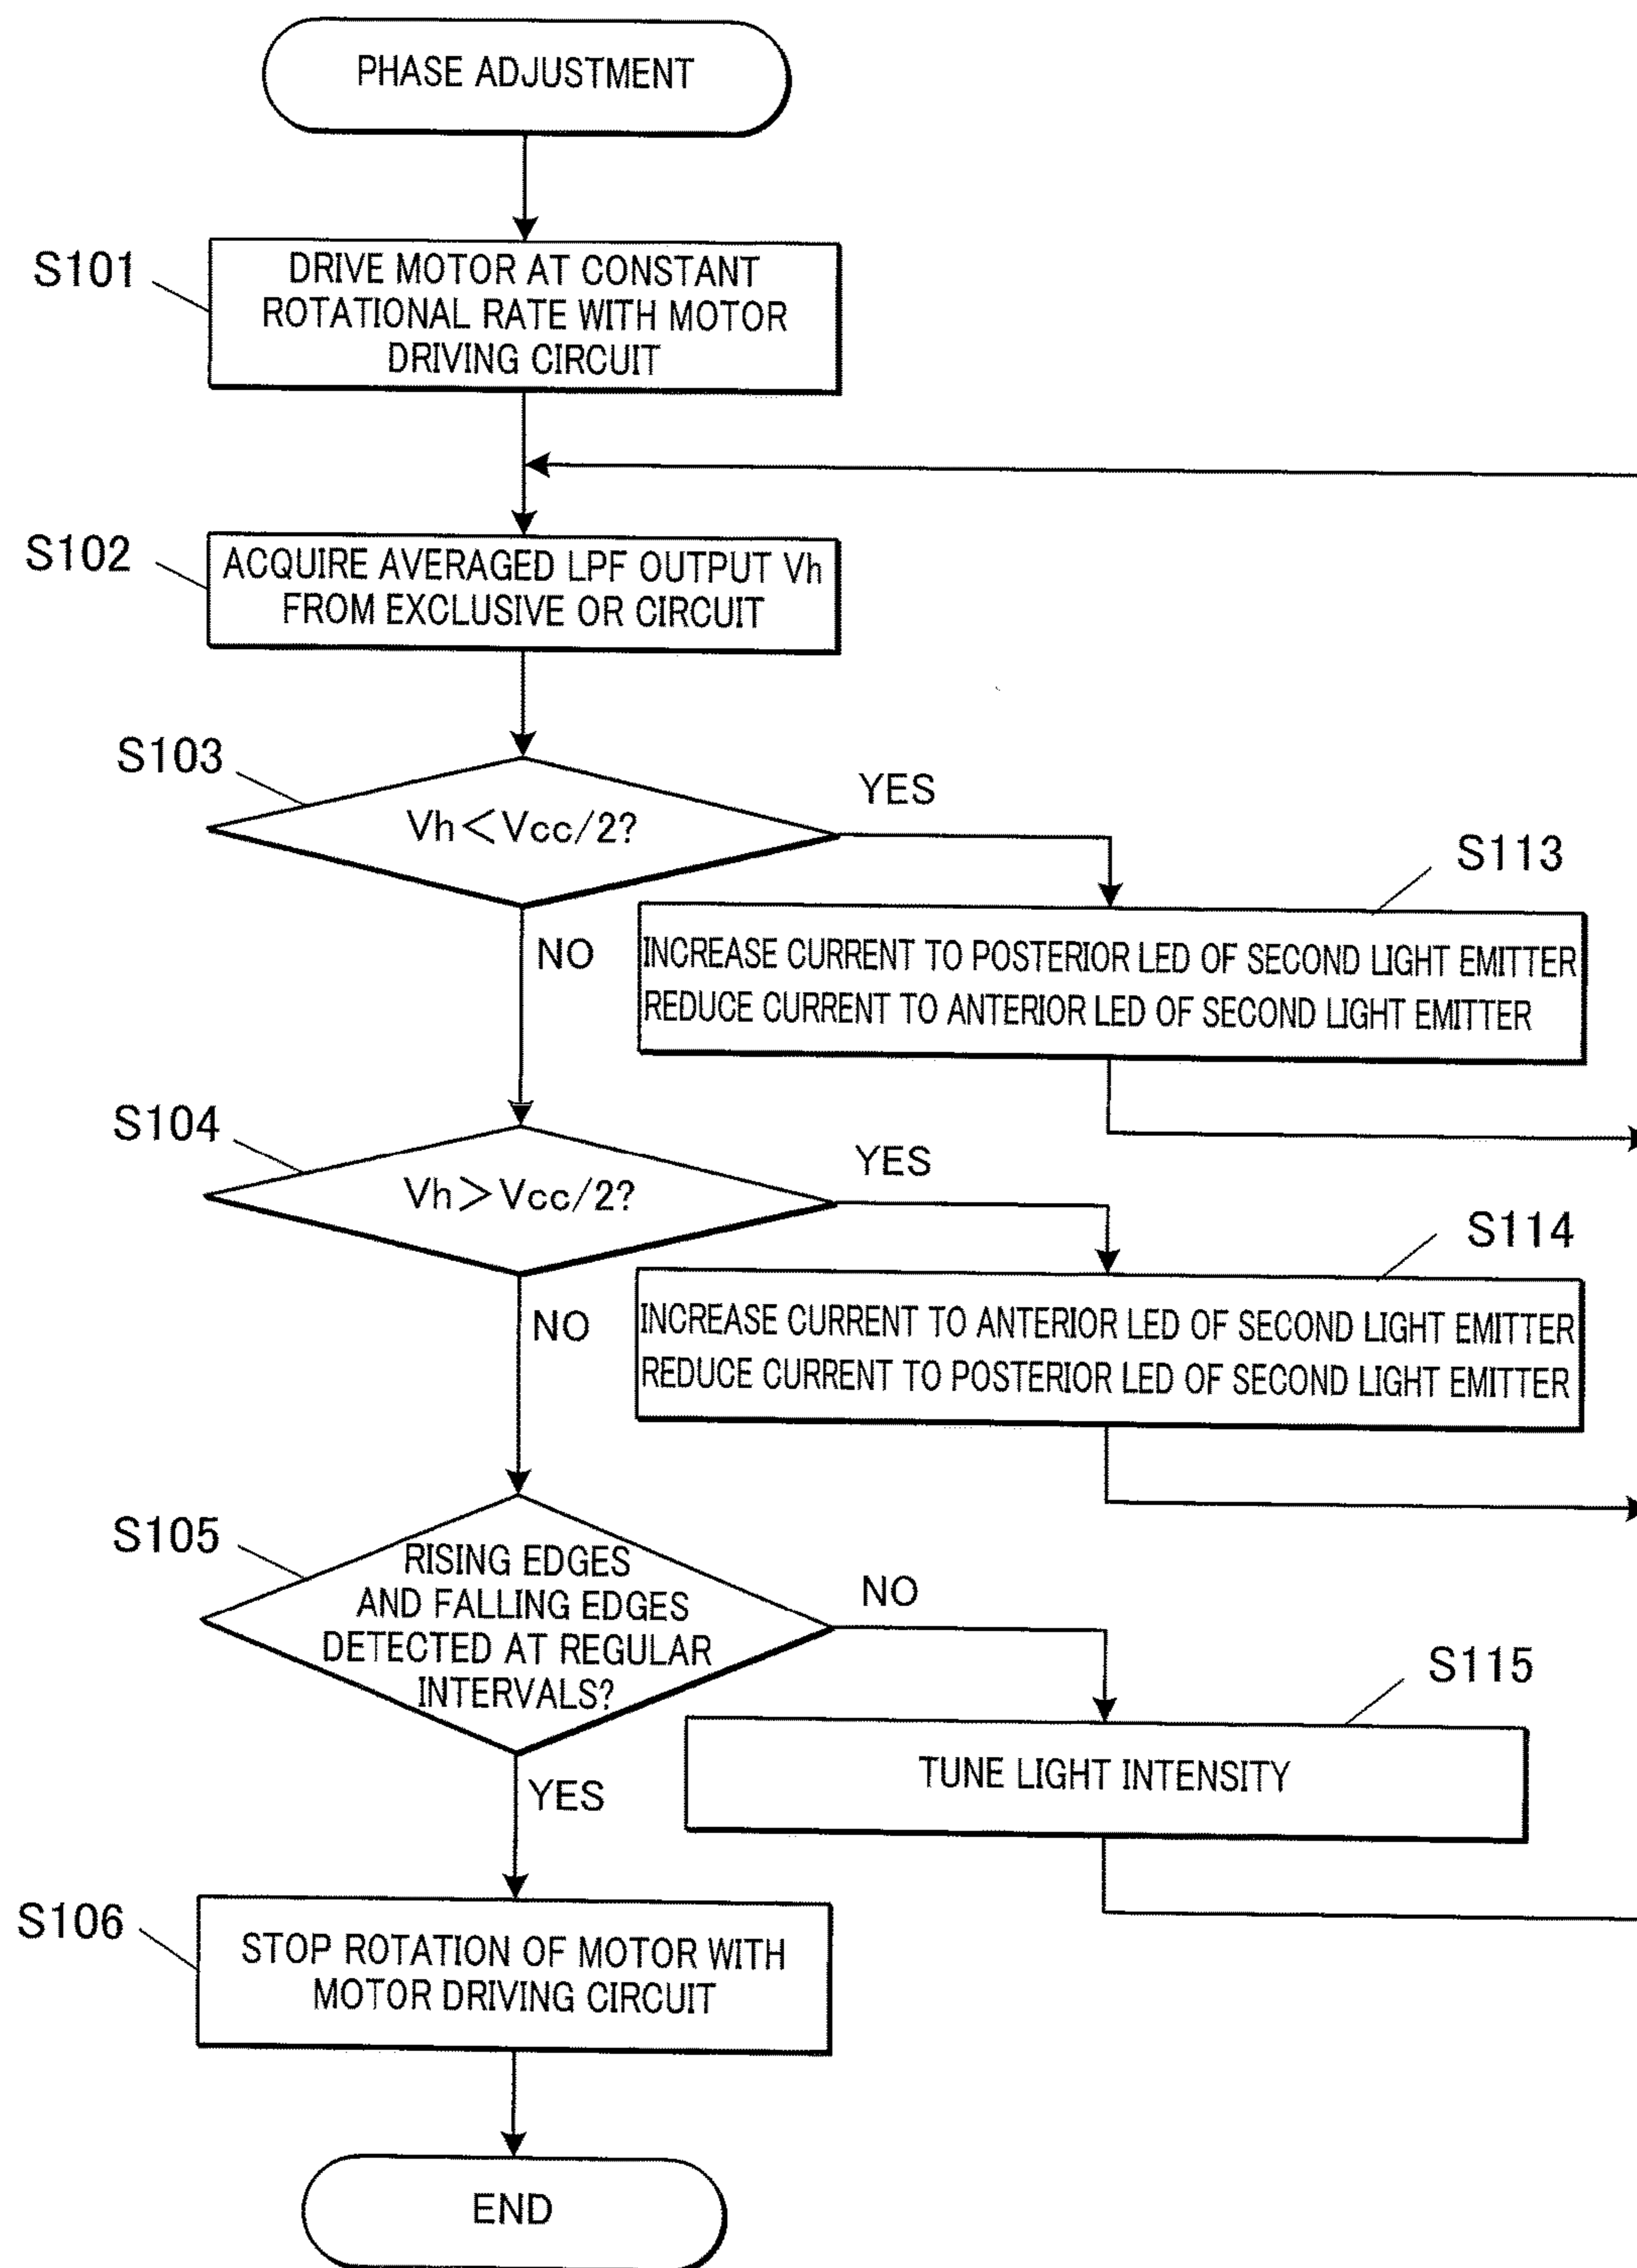 PHASE ADJUSTMENT
S101
DRIVE MOTOR AT CONSTANT
ROTATIONAL RATE WITH MOTOR
DRIVING CIRCUIT
S102
ACQUIRE AVERAGED LPF OUTPUT Vh
FROM EXCLUSIVE OR CIRCUIT
S103
Vh<Vcc/2?
YES
NO
S113
INCREASE CURRENT TO POSTERIOR LED OF SECOND LIGHT EMITTER
REDUCE CURRENT TO ANTERIOR LED OF SECOND LIGHT EMITTER
S104
Vh>Vcc/2?
YES
NO
S114
INCREASE CURRENT TO ANTERIOR LED OF SECOND LIGHT EMITTER
REDUCE CURRENT TO POSTERIOR LED OF SECOND LIGHT EMITTER
S105
RISING EDGES
AND FALLING EDGES
DETECTED AT REGULAR
INTERVALS?
NO
YES
S115
TUNE LIGHT INTENSITY
S106
STOP ROTATION OF MOTOR WITH
MOTOR DRIVING CIRCUIT
END